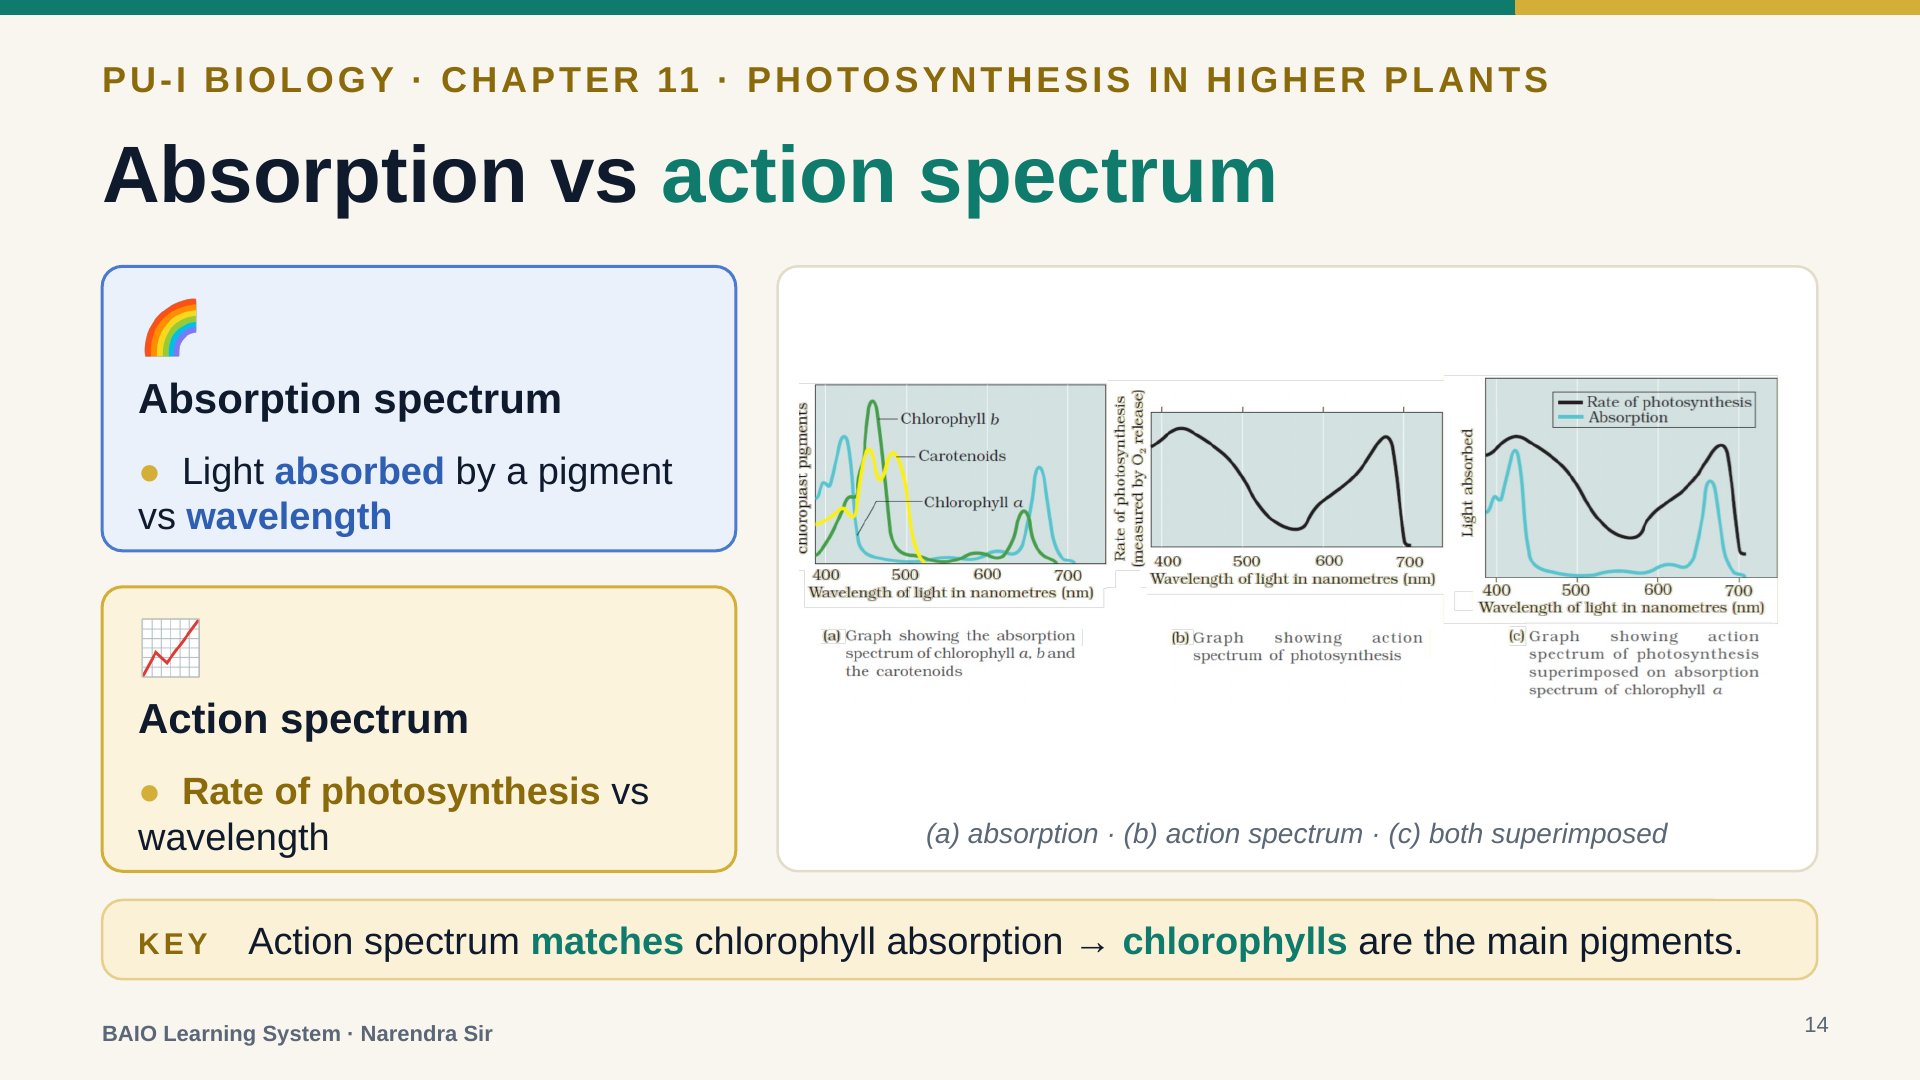 PU-I BIOLOGY · CHAPTER 11 · PHOTOSYNTHESIS IN HIGHER PLANTS
Absorption vs action spectrum
Absorption spectrum
● Light absorbed by a pigment
vs wavelength
Action spectrum
● Rate of photosynthesis vs
wavelength
chloroplast pigments
Chlorophyll b
Carotenoids
Chlorophyll a
400 500 600 700
Wavelength of light in nanometres (nm)
(a) Graph showing the absorption
spectrum of chlorophyll a, b and
the carotenoids
Rate of photosynthesis
(measured by O₂ release)
400 500 600 700
Wavelength of light in nanometres (nm)
(b) Graph showing action
spectrum of photosynthesis
Light absorbed
Rate of photosynthesis
Absorption
400 500 600 700
Wavelength of light in nanometres (nm)
(c) Graph showing action
spectrum of photosynthesis
superimposed on absorption
spectrum of chlorophyll a
(a) absorption · (b) action spectrum · (c) both superimposed
KEY Action spectrum matches chlorophyll absorption → chlorophylls are the main pigments.
BAIO Learning System · Narendra Sir
14